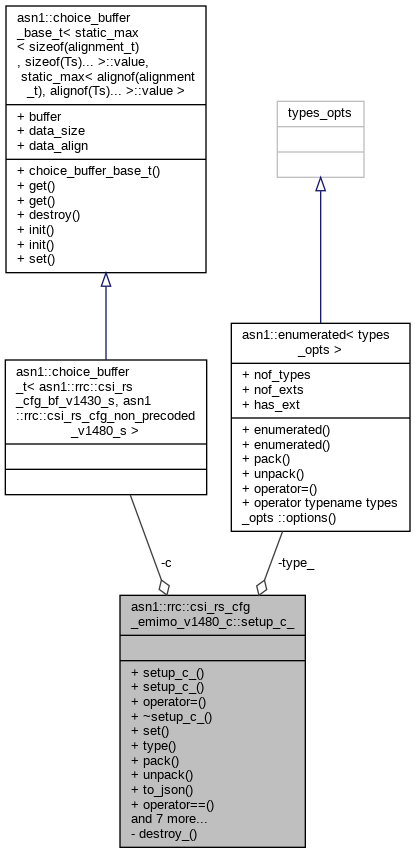 asn1::choice_buffer
_base_t< static_max
< sizeof(alignment_t)
, sizeof(Ts)... >::value,
static_max< alignof(alignment
_t), alignof(Ts)... >::value >
+ buffer
+ data_size
+ data_align
+ choice_buffer_base_t()
+ get()
+ get()
+ destroy()
+ init()
+ init()
+ set()
types_opts
asn1::choice_buffer
_t< asn1::rrc::csi_rs
_cfg_bf_v1430_s, asn1
::rrc::csi_rs_cfg_non_precoded
_v1480_s >
asn1::enumerated< types
_opts >
+ nof_types
+ nof_exts
+ has_ext
+ enumerated()
+ enumerated()
+ pack()
+ unpack()
+ operator=()
+ operator typename types
_opts ::options()
-c
-type_
asn1::rrc::csi_rs_cfg
_emimo_v1480_c::setup_c_
+ setup_c_()
+ setup_c_()
+ operator=()
+ ~setup_c_()
+ set()
+ type()
+ pack()
+ unpack()
+ to_json()
+ operator==()
and 7 more...
- destroy_()